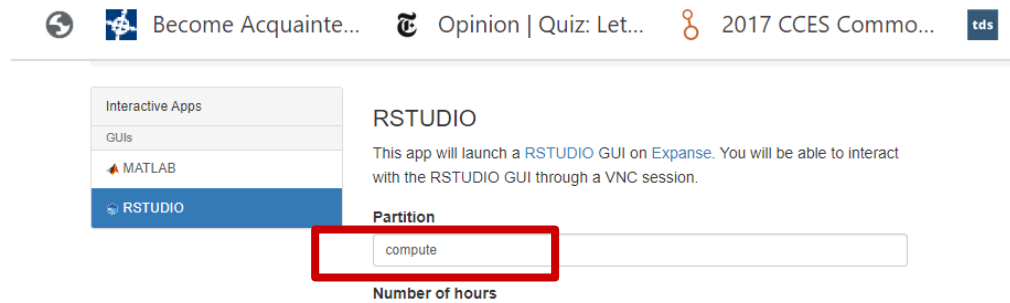 Become Acquainte... Opinion | Quiz: Let... 2017 CCES Commo... tds
Interactive Apps
GUIs
MATLAB
RSTUDIO
RSTUDIO
This app will launch a RSTUDIO GUI on Expanse. You will be able to interact
with the RSTUDIO GUI through a VNC session.
Partition
compute
Number of hours